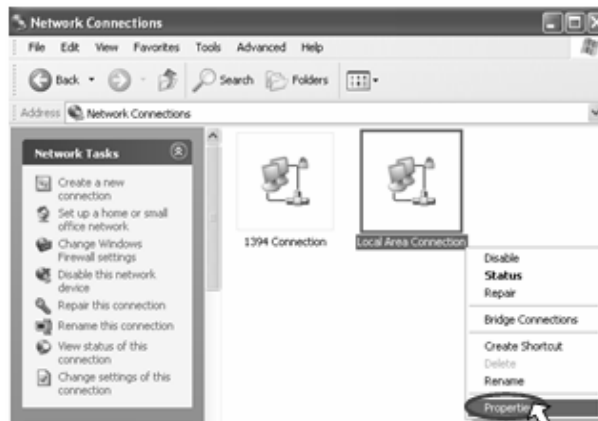 Network Connections
File Edit View Favorites Tools Advanced Help
Back Search Folders
Address Network Connections
Network Tasks
Create a new
connection
Set up a home or small
office network
Change Windows
Firewall settings
Disable this network
device
Repair this connection
Rename this connection
View status of this
connection
Change settings of this
connection
1394 Connection
Local Area Connection
Disable
Status
Repair
Bridge Connections
Create Shortcut
Delete
Rename
Properties